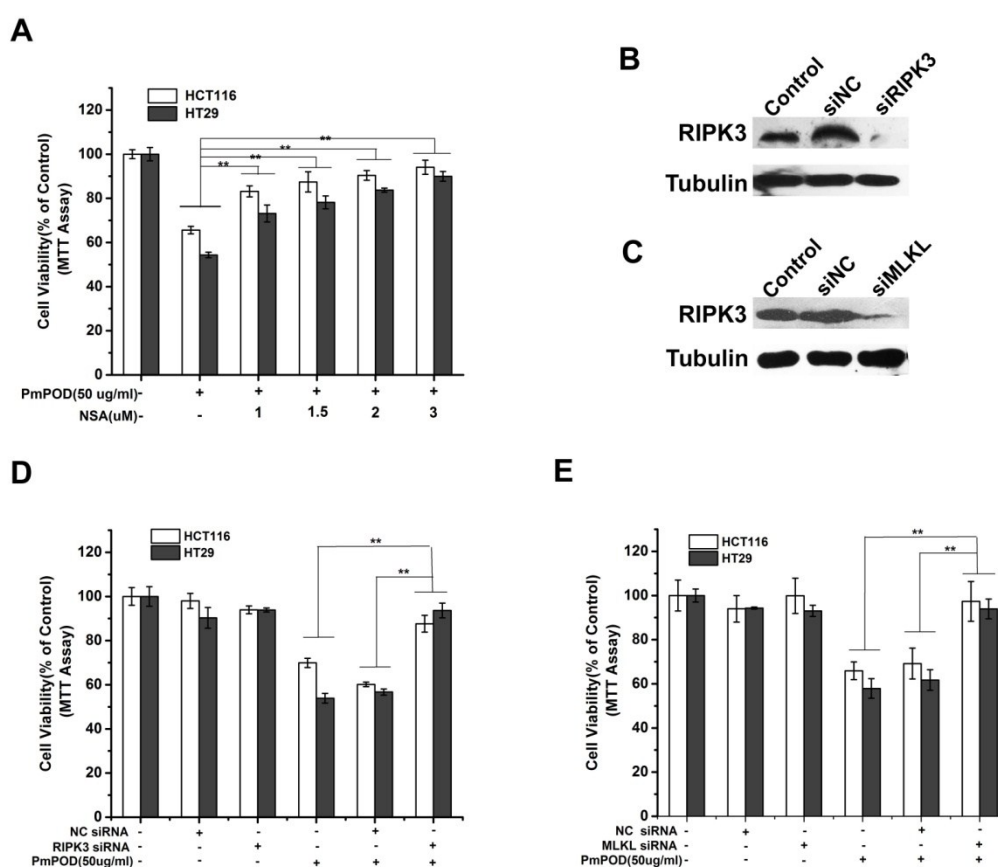 A
HCT116
HT29
120
100
80
60
40
20
0
Cell Viability(% of Control)
(MTT Assay)
** ** ** **
PmPOD(50 ug/ml)- + + + + +
NSA(uM)- - 1 1.5 2 3
B
Control siNC siRIPK3
RIPK3
Tubulin
C
Control siNC siMLKL
RIPK3
Tubulin
D
HCT116
HT29
120
100
80
60
40
20
0
Cell Viability(% of Control)
(MTT Assay)
**
**
NC siRNA - + - - + -
RIPK3 siRNA - - + - - +
PmPOD(50ug/ml) - - - + + +
E
HCT116
HT29
120
100
80
60
40
20
0
Cell Viability(% of Control)
(MTT Assay)
**
**
NC siRNA - + - - + -
MLKL siRNA - - + - - +
PmPOD(50ug/ml) - - - + + +